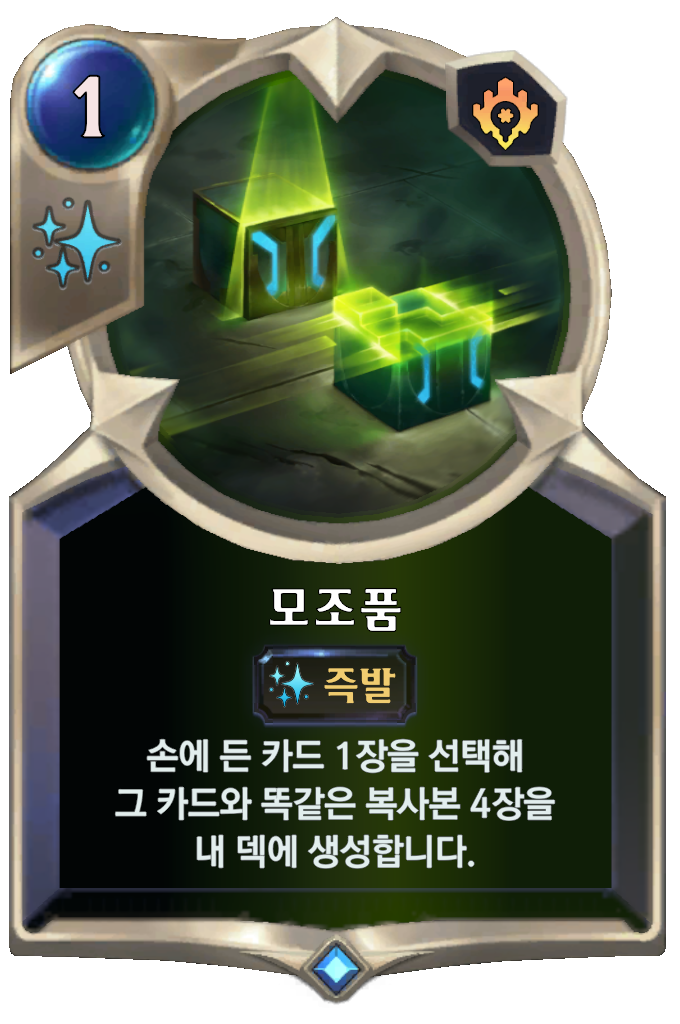 1
모조품
즉발
손에 든 카드 1장을 선택해
그 카드와 똑같은 복사본 4장을
내 덱에 생성합니다.